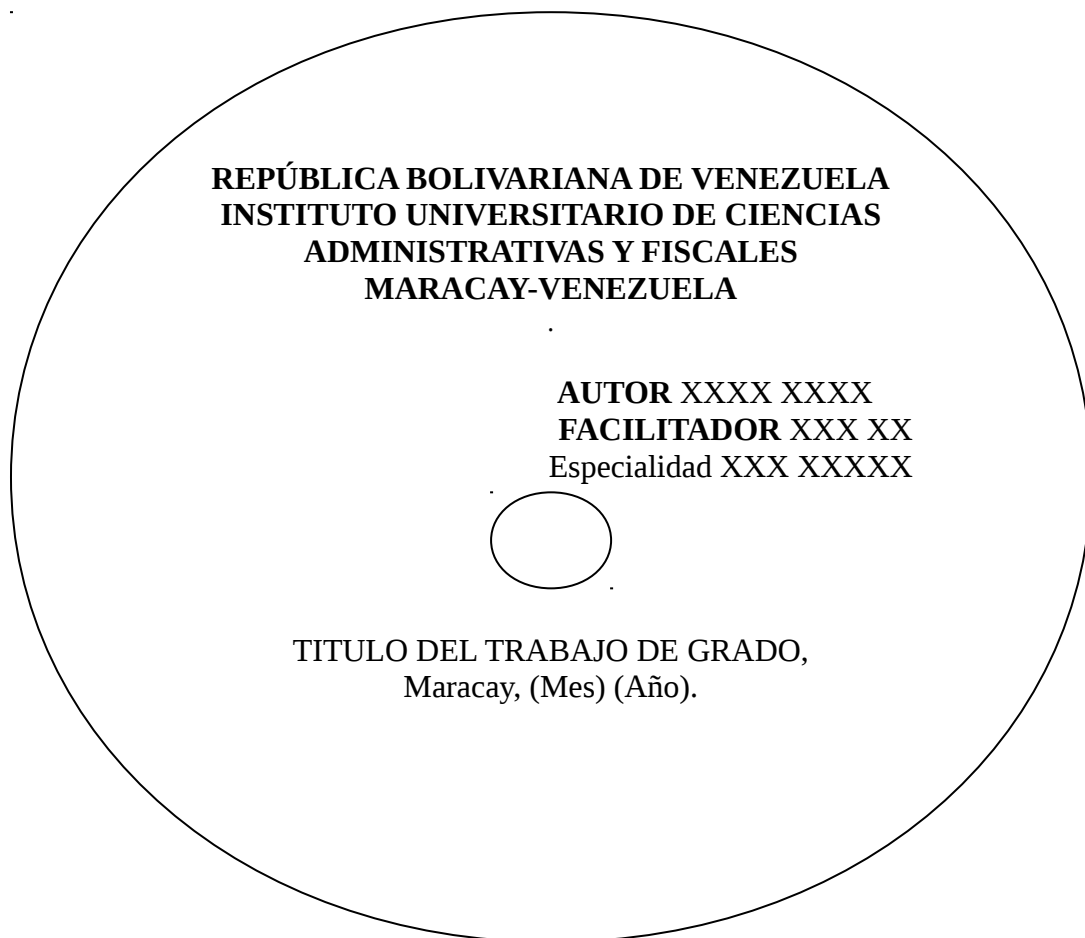 REPÚBLICA BOLIVARIANA DE VENEZUELA
INSTITUTO UNIVERSITARIO DE CIENCIAS
ADMINISTRATIVAS Y FISCALES
MARACAY-VENEZUELA
.
AUTOR XXXX XXXX
FACILITADOR XXX XX
Especialidad XXX XXXXX
TITULO DEL TRABAJO DE GRADO,
Maracay, (Mes) (Año).